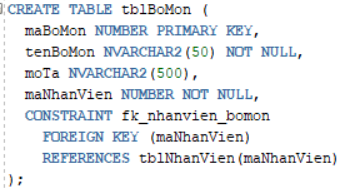 CREATE TABLE tblBoMon (
maBoMon NUMBER PRIMARY KEY,
tenBoMon NVARCHAR2(50) NOT NULL,
moTa NVARCHAR2(500),
maNhanVien NUMBER NOT NULL,
CONSTRAINT fk_nhanvien_bomon
FOREIGN KEY (maNhanVien)
REFERENCES tblNhanVien(maNhanVien)
);